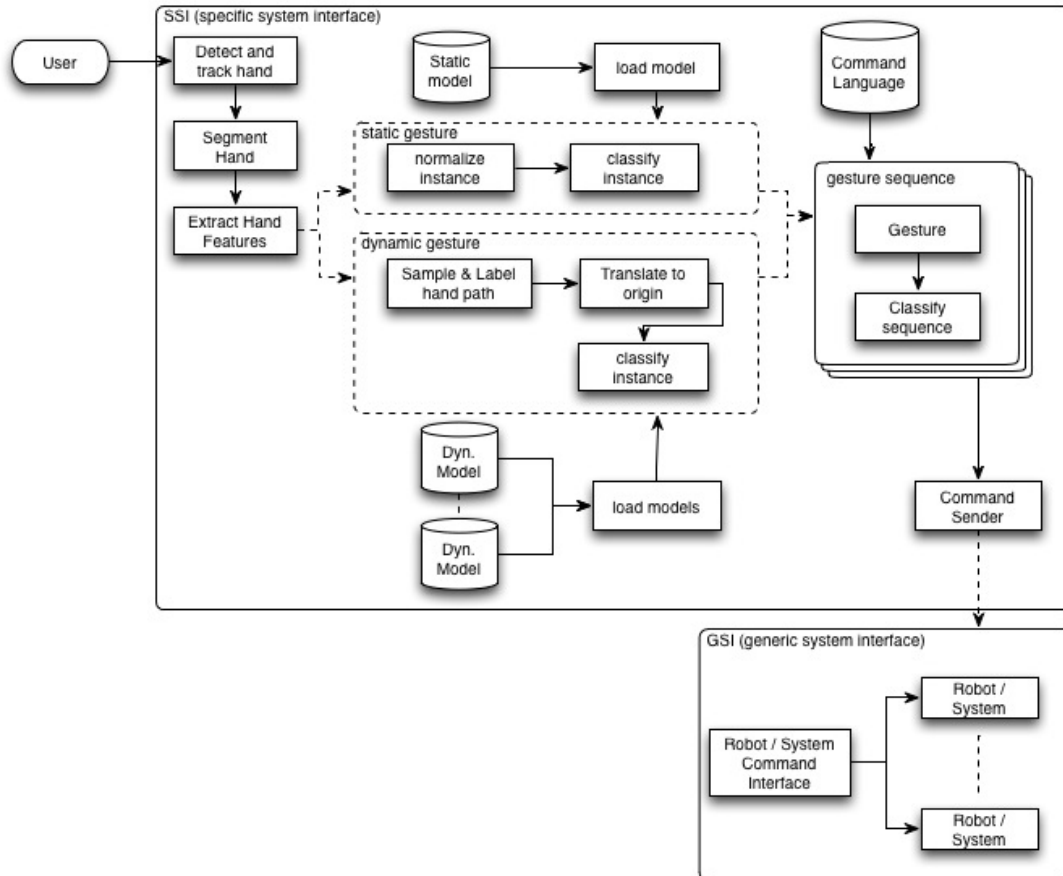 SSI (specific system interface)
User
Detect and
track hand
Segment
Hand
Extract Hand
Features
Static
model
load model
static gesture
normalize
instance
classify
instance
dynamic gesture
Sample & Label
hand path
Translate to
origin
classify
instance
Dyn.
Model
Dyn.
Model
load models
Command
Language
gesture sequence
Gesture
Classify
sequence
Command
Sender
GSI (generic system interface)
Robot / System
Command
Interface
Robot /
System
Robot /
System